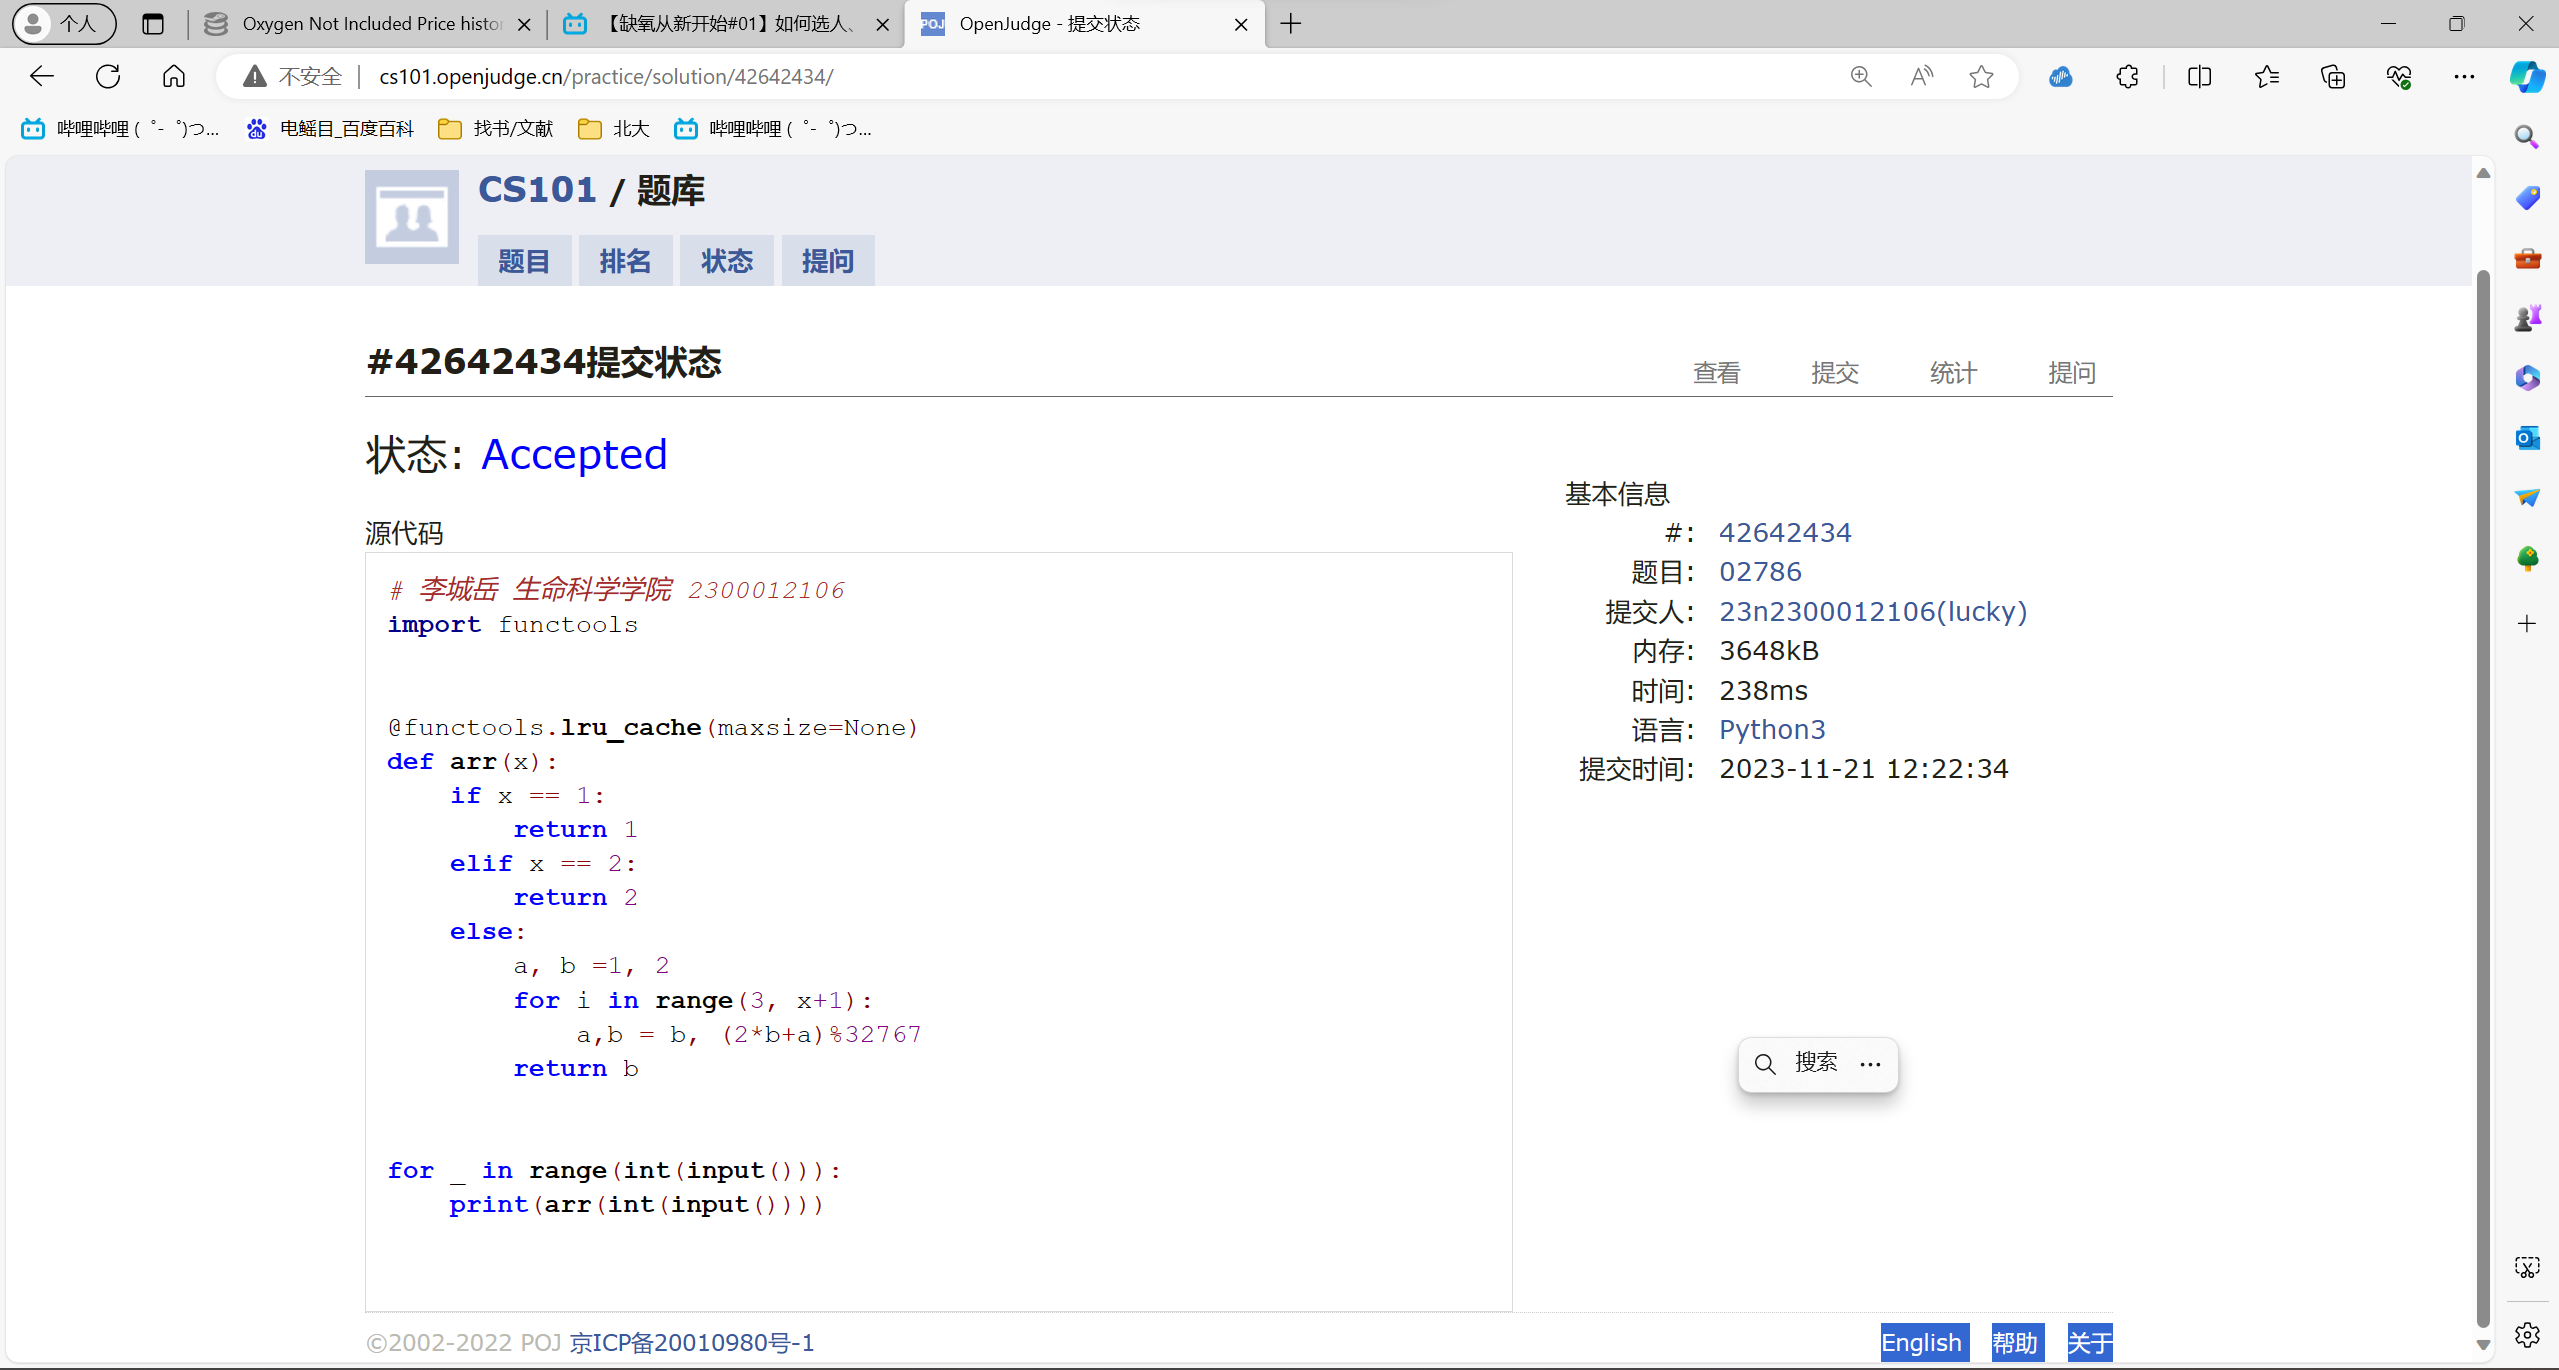 个人
Oxygen Not Included Price histor
【缺氧从新开始#01】如何选人、
OpenJudge - 提交状态
不安全
cs101.openjudge.cn/practice/solution/42642434/
哔哩哔哩 ( ゜- ゜)つ...
电鳐目_百度百科
找书/文献
北大
哔哩哔哩 ( ゜- ゜)つ...
CS101 / 题库
题目 排名 状态 提问
#42642434提交状态
查看 提交 统计 提问
状态: Accepted
源代码
# 李城岳 生命科学学院 2300012106
import functools
@functools.lru_cache(maxsize=None)
def arr(x):
    if x == 1:
        return 1
    elif x == 2:
        return 2
    else:
        a, b =1, 2
        for i in range(3, x+1):
            a,b = b, (2*b+a)%32767
        return b
for _ in range(int(input())):
    print(arr(int(input())))
基本信息
#: 42642434
题目: 02786
提交人: 23n2300012106(lucky)
内存: 3648kB
时间: 238ms
语言: Python3
提交时间: 2023-11-21 12:22:34
搜索 ···
©2002-2022 POJ 京ICP备20010980号-1
English 帮助 关于